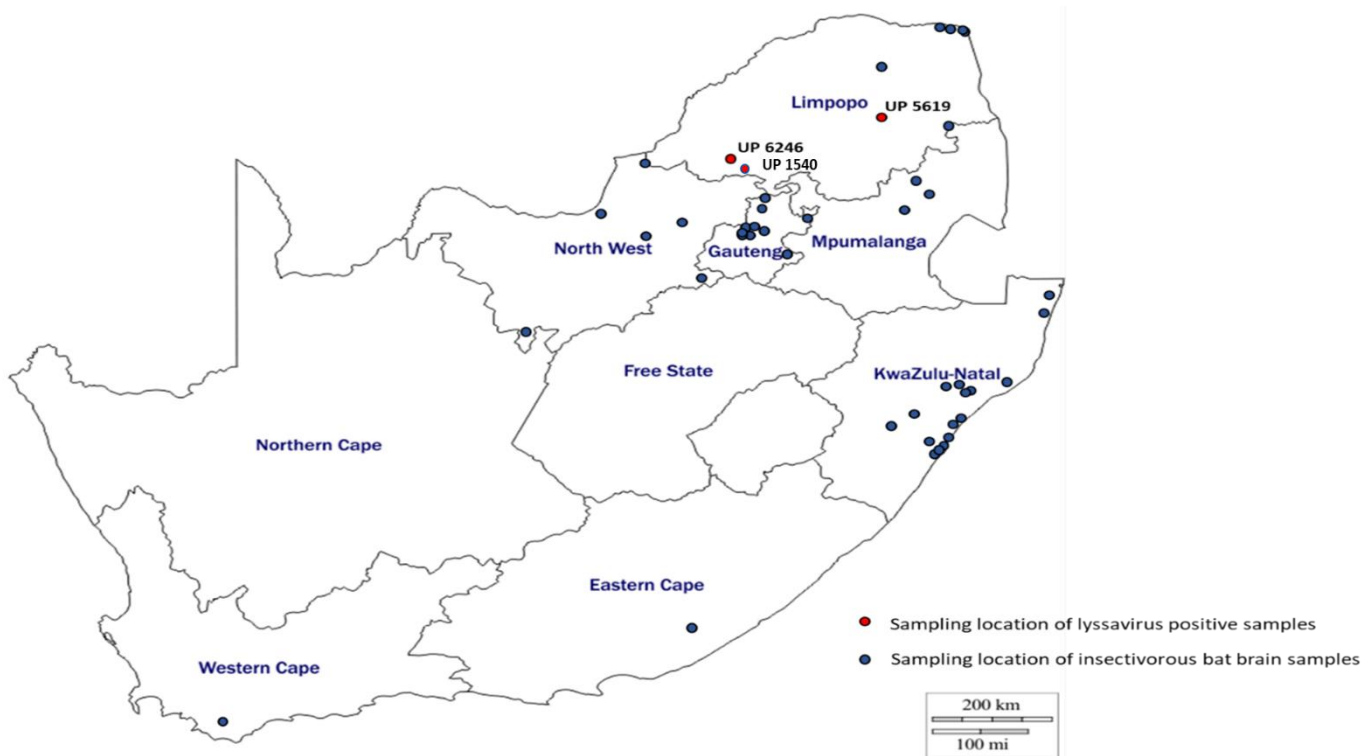 Limpopo
UP 5619
UP 6246
UP 1540
North West
Gauteng
Mpumalanga
Free State
KwaZulu-Natal
Northern Cape
Eastern Cape
Western Cape
Sampling location of lyssavirus positive samples
Sampling location of insectivorous bat brain samples
200 km
100 mi